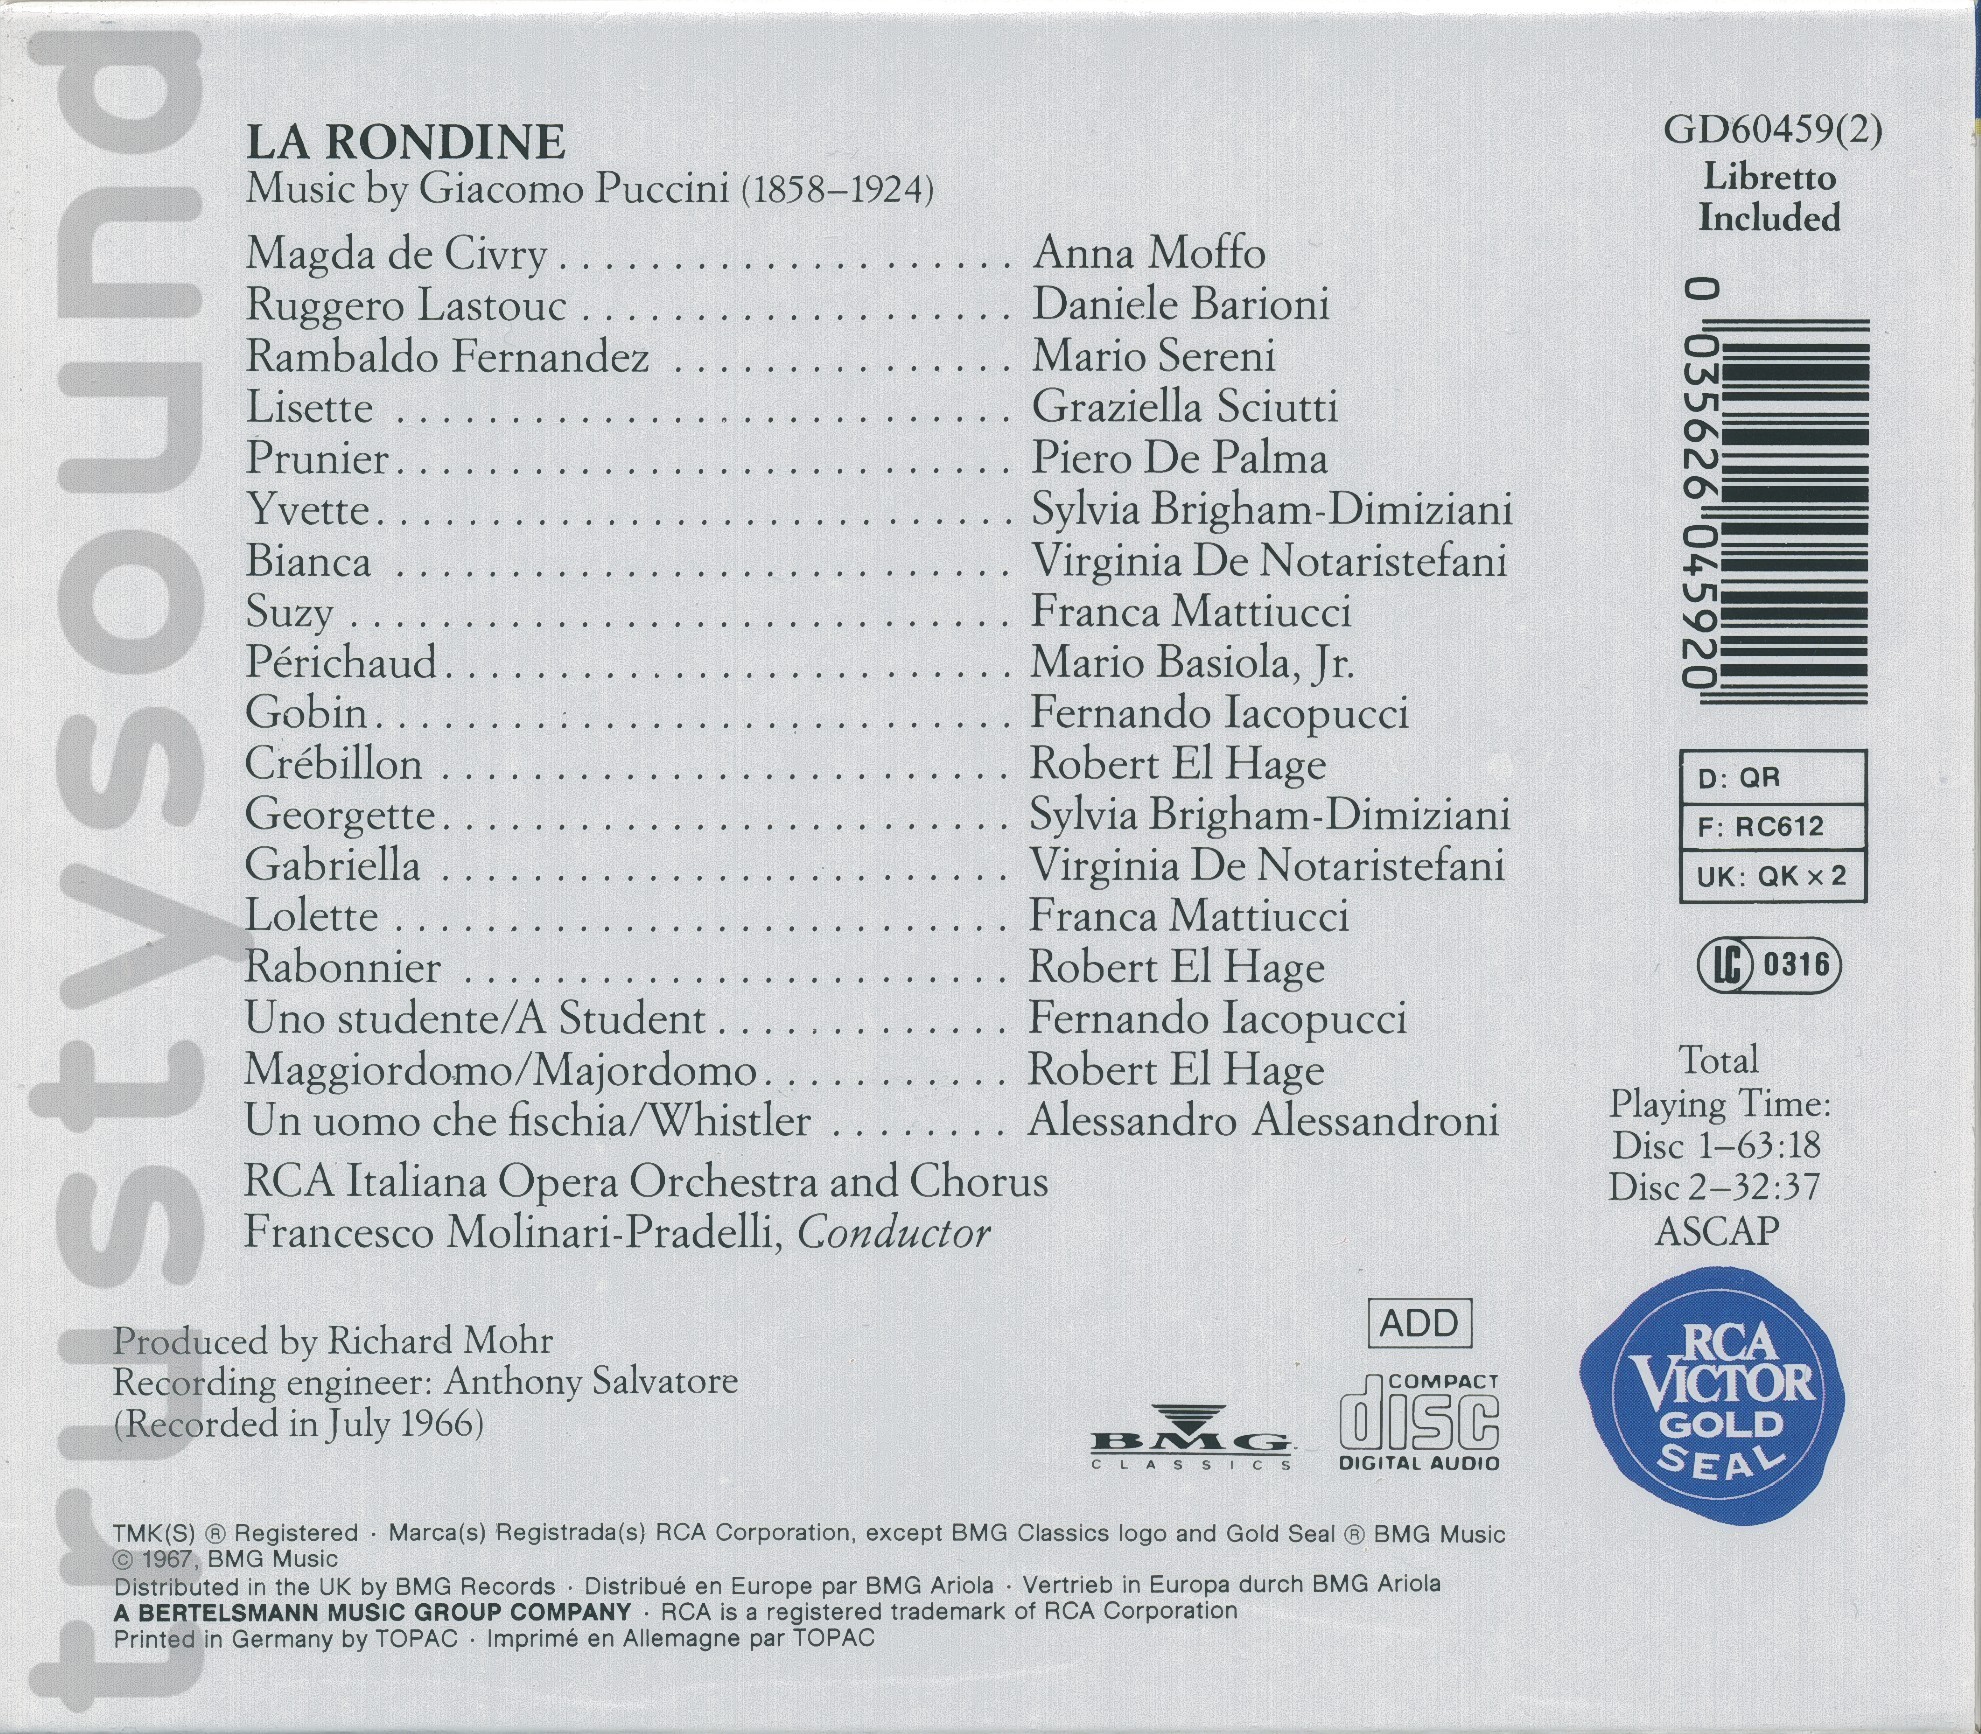 trustysound
LA RONDINE
Music by Giacomo Puccini (1858–1924)
Magda de Civry . . . . . . . . . . . . . . . . . . . . Anna Moffo
Ruggero Lastouc . . . . . . . . . . . . . . . . . . . Daniele Barioni
Rambaldo Fernandez . . . . . . . . . . . . . . . Mario Sereni
Lisette . . . . . . . . . . . . . . . . . . . . . . . . . . . Graziella Sciutti
Prunier . . . . . . . . . . . . . . . . . . . . . . . . . . . Piero De Palma
Yvette . . . . . . . . . . . . . . . . . . . . . . . . . . . . Sylvia Brigham-Dimiziani
Bianca . . . . . . . . . . . . . . . . . . . . . . . . . . . Virginia De Notaristefani
Suzy . . . . . . . . . . . . . . . . . . . . . . . . . . . . . Franca Mattiucci
Périchaud . . . . . . . . . . . . . . . . . . . . . . . . . Mario Basiola, Jr.
Gobin . . . . . . . . . . . . . . . . . . . . . . . . . . . . Fernando Iacopucci
Crébillon . . . . . . . . . . . . . . . . . . . . . . . . . Robert El Hage
Georgette . . . . . . . . . . . . . . . . . . . . . . . . . Sylvia Brigham-Dimiziani
Gabriella . . . . . . . . . . . . . . . . . . . . . . . . . Virginia De Notaristefani
Lolette . . . . . . . . . . . . . . . . . . . . . . . . . . . Franca Mattiucci
Rabonnier . . . . . . . . . . . . . . . . . . . . . . . . Robert El Hage
Uno studente/A Student . . . . . . . . . . . . . Fernando Iacopucci
Maggiordomo/Majordomo . . . . . . . . . . . Robert El Hage
Un uomo che fischia/Whistler . . . . . . . . Alessandro Alessandroni
RCA Italiana Opera Orchestra and Chorus
Francesco Molinari-Pradelli, Conductor
Produced by Richard Mohr
Recording engineer: Anthony Salvatore
(Recorded in July 1966)
GD60459(2)
Libretto
Included
0 035626 045920
D: QR
F: RC612
UK: QK × 2
LC 0316
Total
Playing Time:
Disc 1–63:18
Disc 2–32:37
ASCAP
ADD
BMG
CLASSICS
COMPACT
disc
DIGITAL AUDIO
RCA
VICTOR
GOLD
SEAL
TMK(S) ® Registered · Marca(s) Registrada(s) RCA Corporation, except BMG Classics logo and Gold Seal ® BMG Music
© 1967, BMG Music
Distributed in the UK by BMG Records · Distribué en Europe par BMG Ariola · Vertrieb in Europa durch BMG Ariola
A BERTELSMANN MUSIC GROUP COMPANY · RCA is a registered trademark of RCA Corporation
Printed in Germany by TOPAC · Imprimé en Allemagne par TOPAC